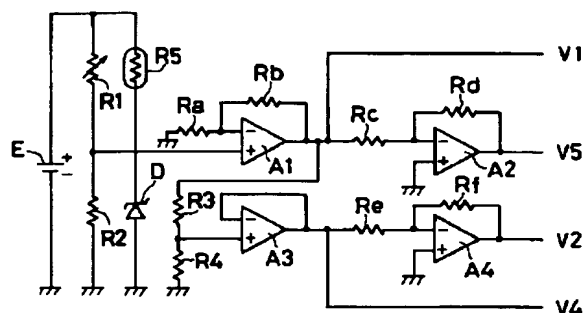 V1
R5
Rb
Rd
R1
Ra
Rc
E
+
-
-
+
A1
-
+
A2
V5
D
R3
Rf
R2
-
+
A3
Re
-
+
A4
V2
R4
V4